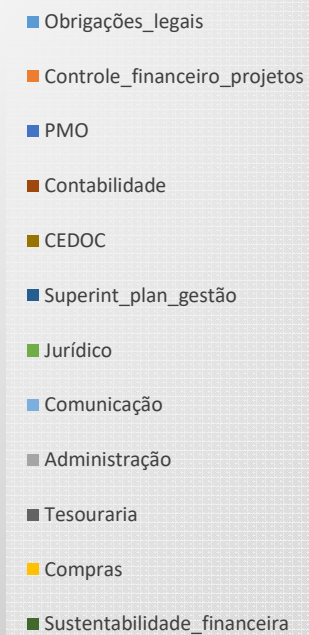 Obrigações_legais
Controle_financeiro_projetos
PMO
Contabilidade
CEDOC
Superint_plan_gestão
Jurídico
Comunicação
Administração
Tesouraria
Compras
Sustentabilidade_financeira